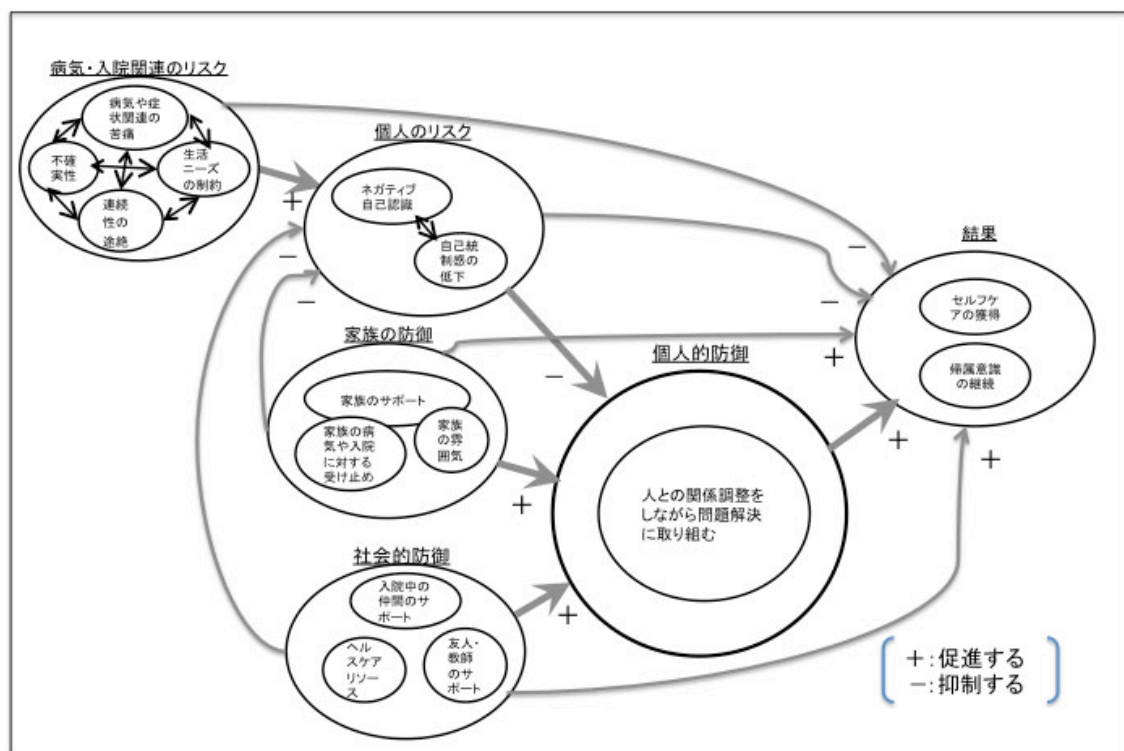 病気・入院関連のリスク
病気や症
状関連の
苦痛
不確
実性
生活
ニーズ
の制約
連続
性の
途絶
個人のリスク
ネガティブ
自己認識
自己統
制感の
低下
+
−
−
−
−
結果
セルフケ
アの獲得
帰属意識
の継続
家族の防御
家族のサポート
家族の病
気や入院
に対する
受け止め
家族
の雰
囲気
−
+
+
個人的防御
人との関係調整を
しながら問題解決
に取り組む
+
+
社会的防御
入院中の
仲間のサ
ポート
ヘル
スケア
リソー
ス
友人・
教師
のサ
ポート
+
+:促進する
−:抑制する